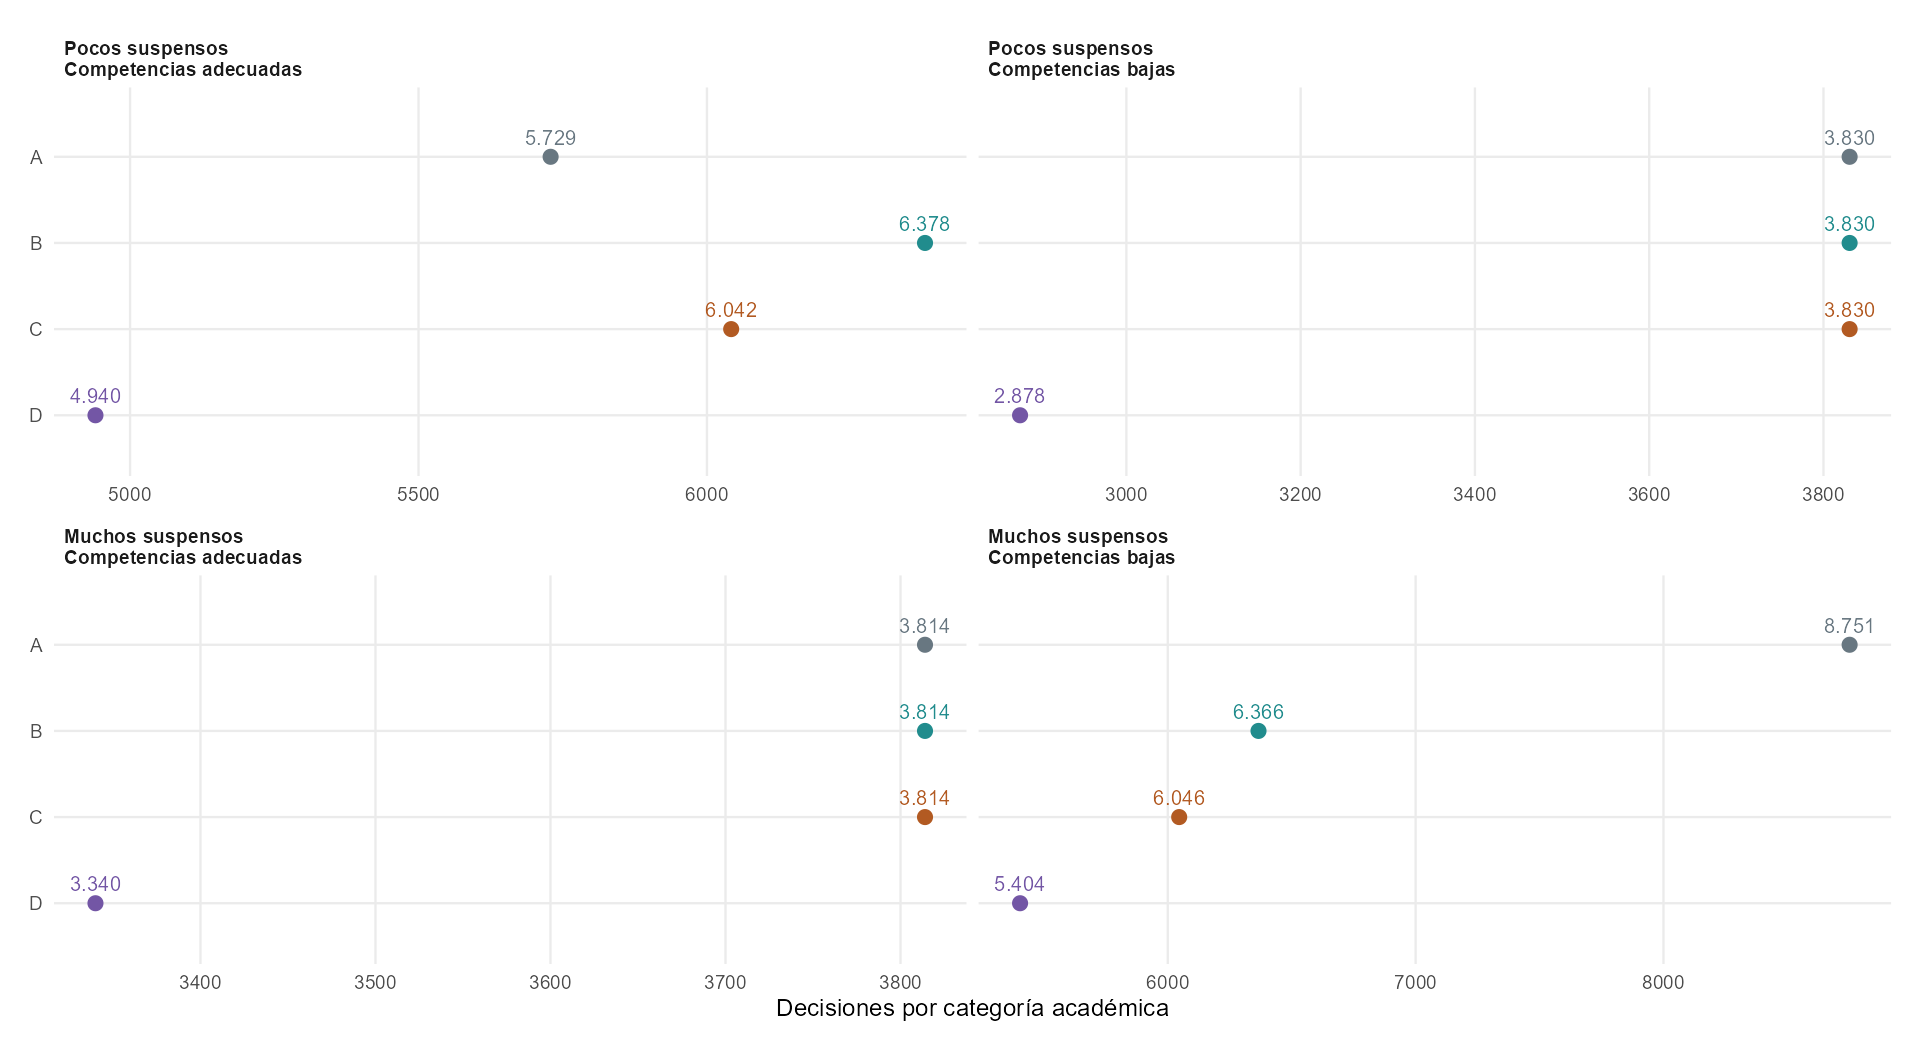 Pocos suspensos
Competencias adecuadas
5.729
A
6.378
B
6.042
C
4.940
D
5000 5500 6000
Pocos suspensos
Competencias bajas
3.830
3.830
3.830
2.878
3000 3200 3400 3600 3800
Muchos suspensos
Competencias adecuadas
3.814
A
3.814
B
3.814
C
3.340
D
3400 3500 3600 3700 3800
Muchos suspensos
Competencias bajas
8.751
6.366
6.046
5.404
6000 7000 8000
Decisiones por categoría académica